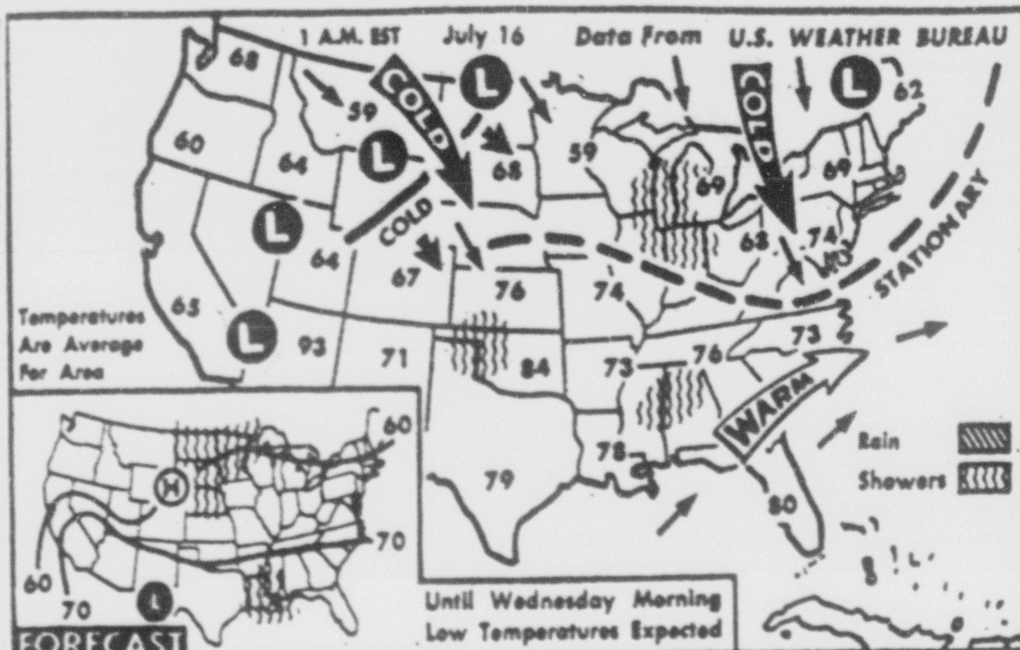 1 A.M. EST July 16 Data From U.S. WEATHER BUREAU
68
COLD
L
COLD
L
62
59
60
64
L
68
59
69
69
COLD
L
64
67
68
74
STATIONARY
65
76
74
Temperatures
Are Average
For Area
L
93
71
84
73
76
73
WARM
78
79
80
Rain
Showers
60
H
70
60
70
L
FORECAST
Until Wednesday Morning
Low Temperatures Expected